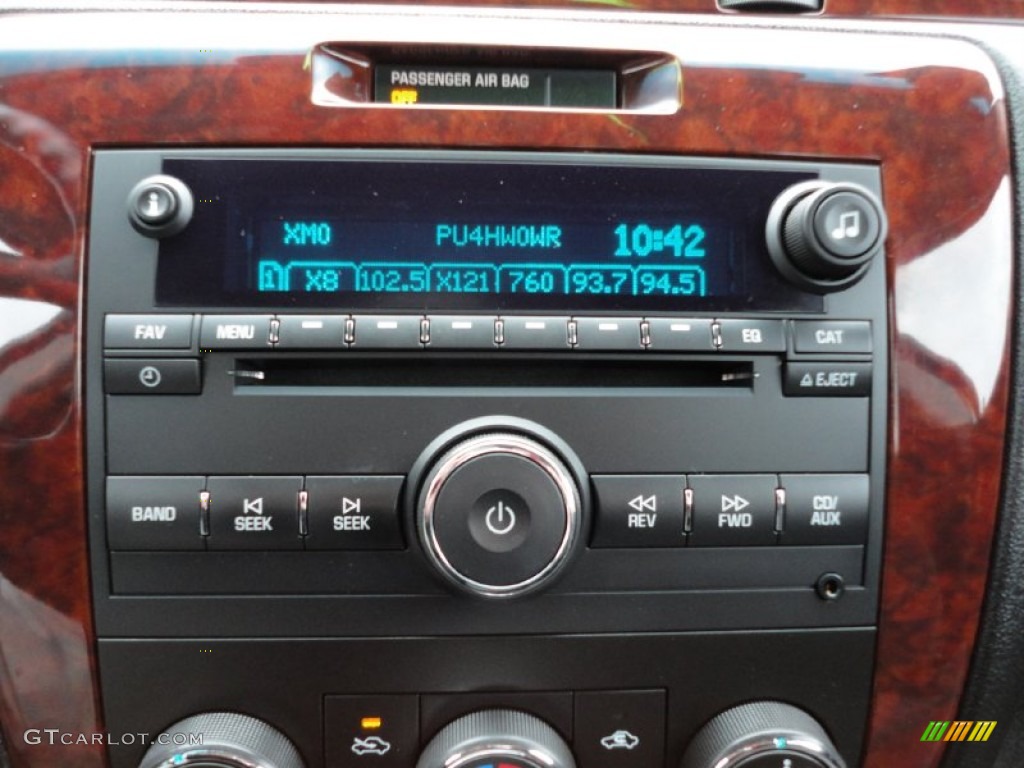 PASSENGER AIR BAG
OFF
i
XM0 PU4HW0WR 10:42
1 X8 102.5 X121 760 93.7 94.5
FAV MENU EQ CAT
EJECT
BAND SEEK SEEK REV FWD CD/
AUX
GTCARLOT.COM